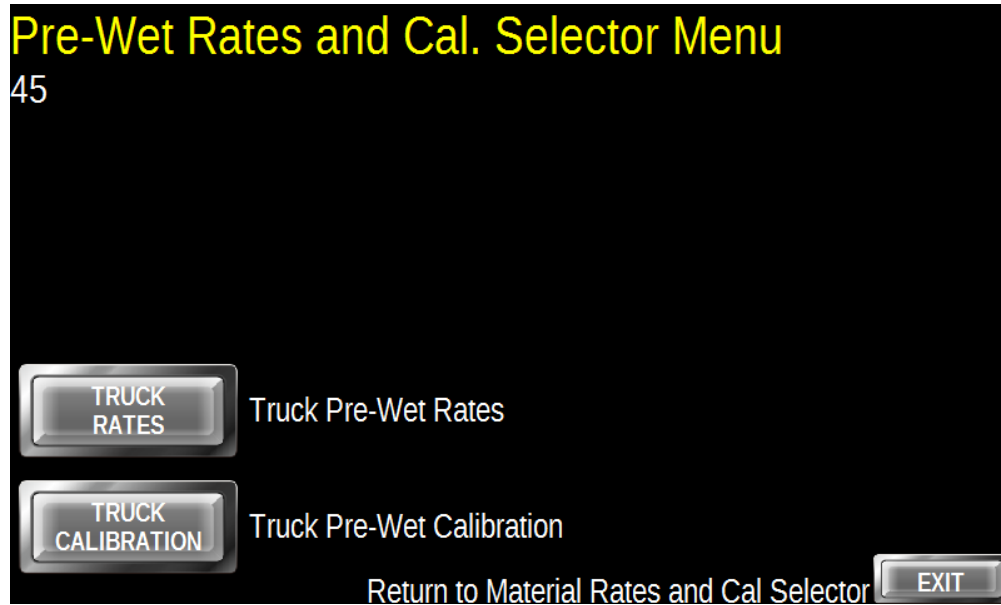 Pre-Wet Rates and Cal. Selector Menu
45
TRUCK
RATES
Truck Pre-Wet Rates
TRUCK
CALIBRATION
Truck Pre-Wet Calibration
Return to Material Rates and Cal Selector
EXIT